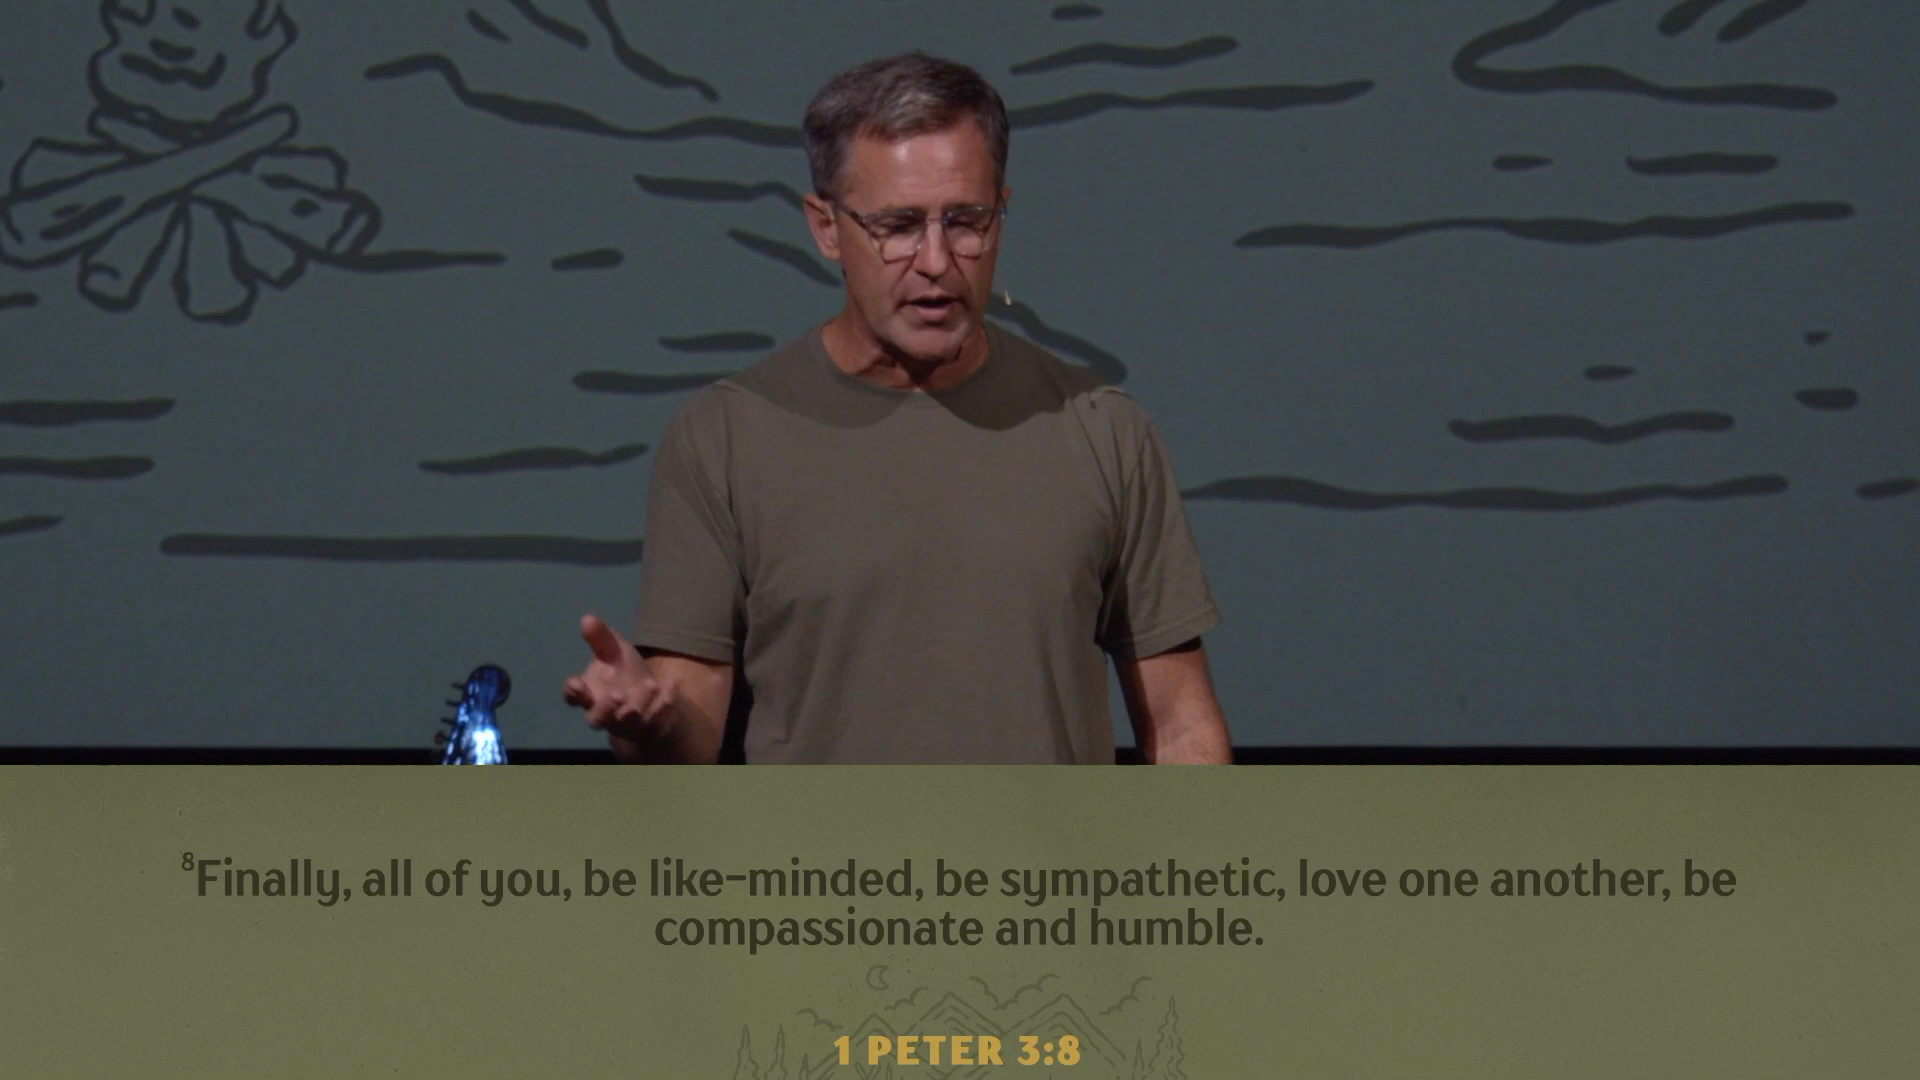 ⁸Finally, all of you, be like-minded, be sympathetic, love one another, be
compassionate and humble.
1 PETER 3:8